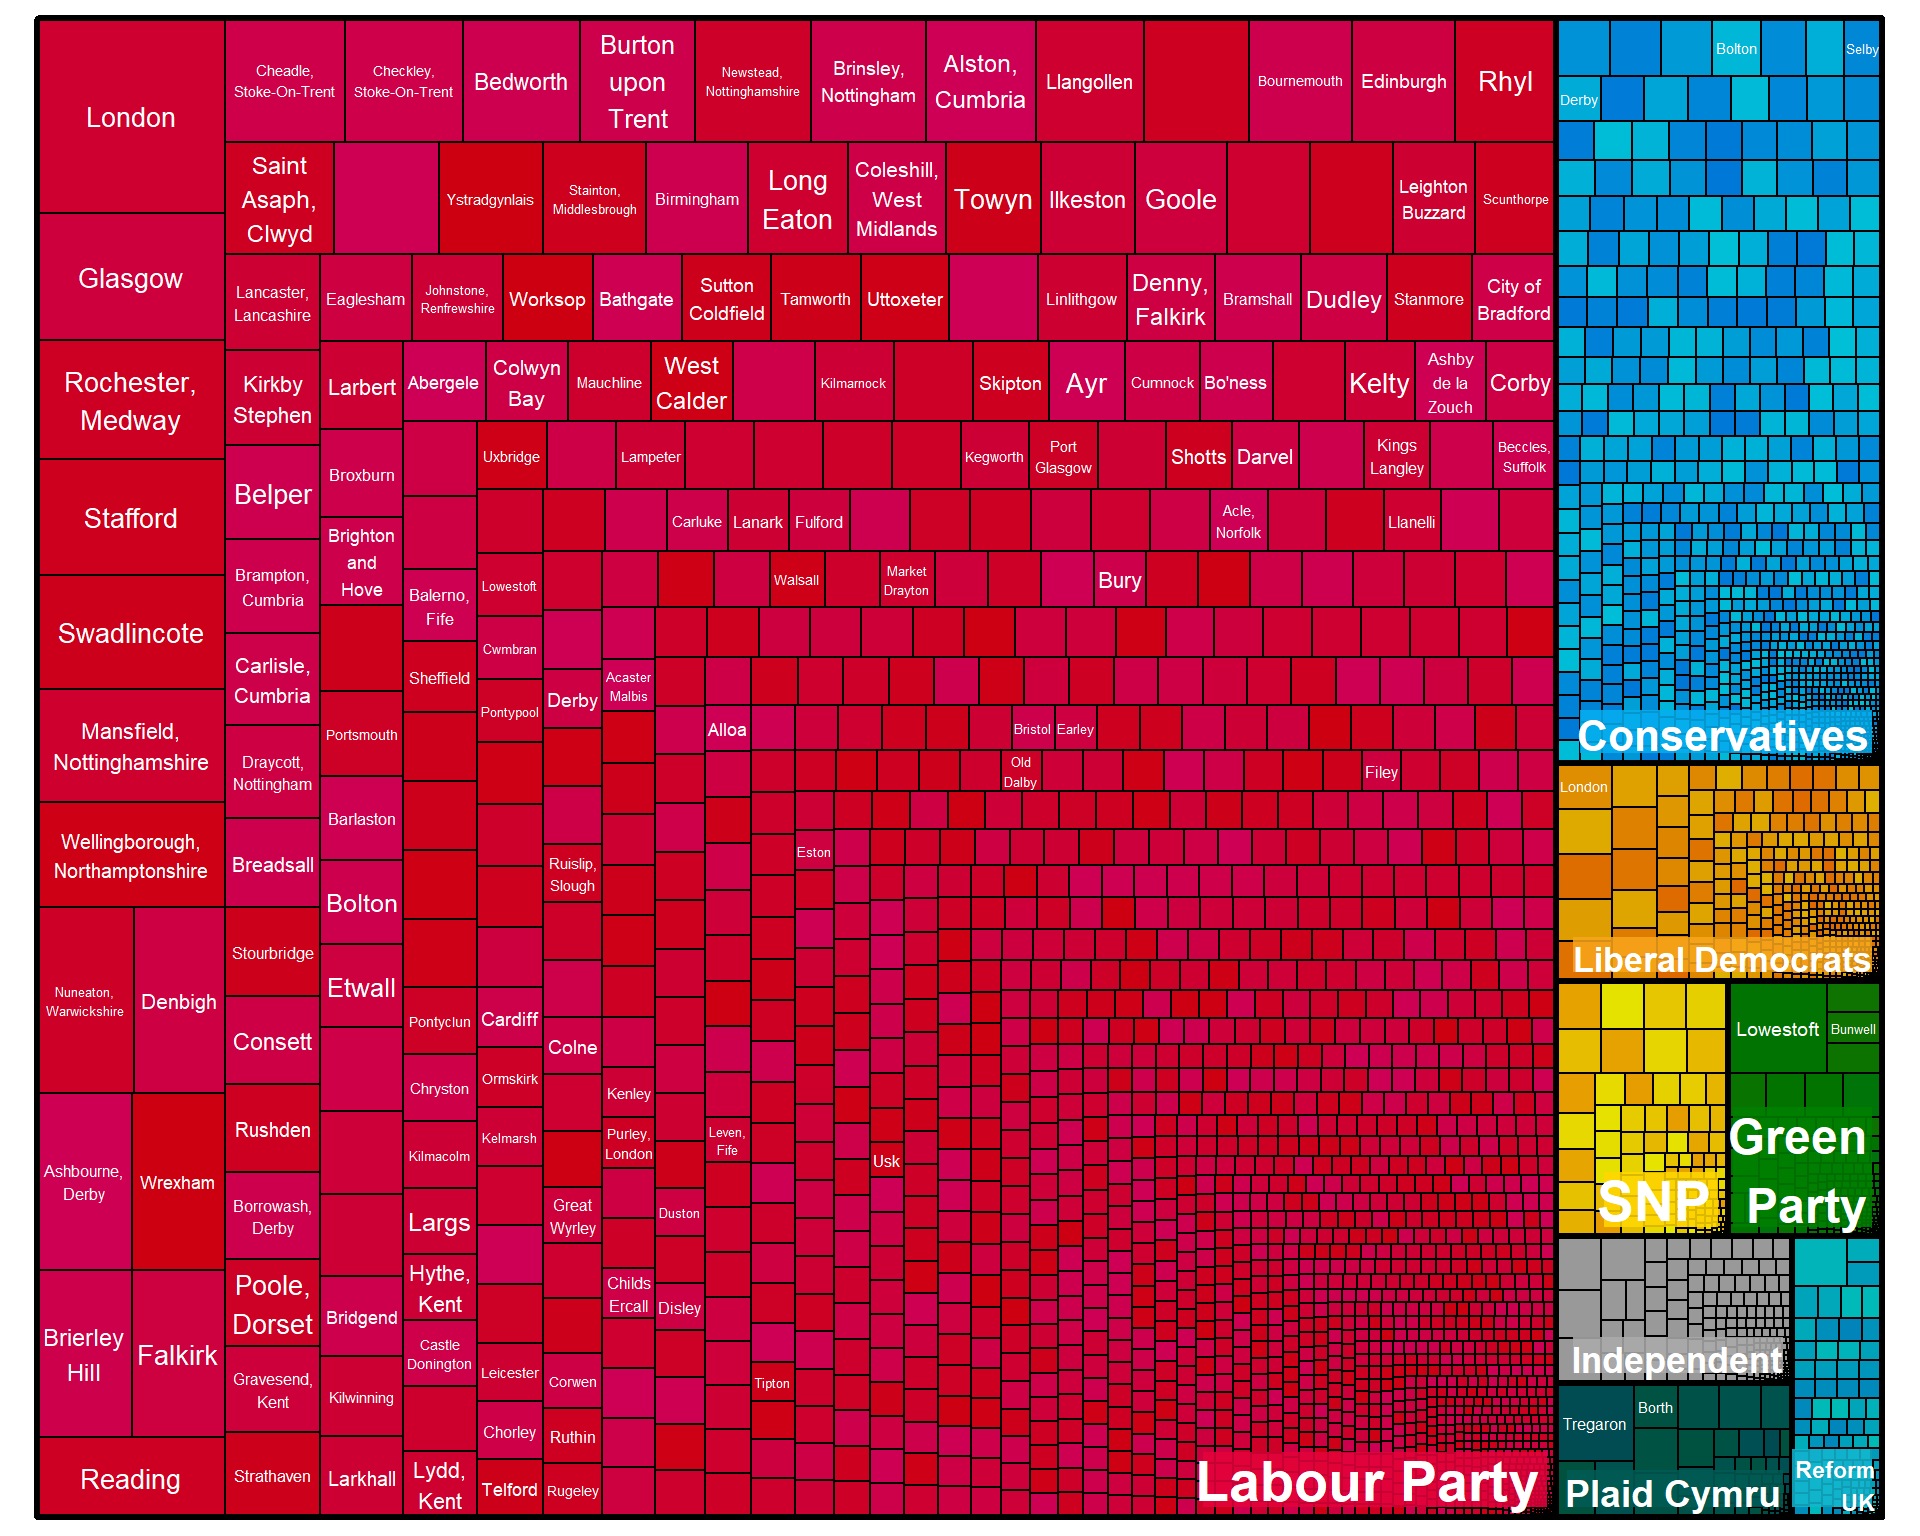 London
Glasgow
Rochester,
Medway
Stafford
Swadlincote
Mansfield,
Nottinghamshire
Wellingborough,
Northamptonshire
Nuneaton,
Warwickshire
Denbigh
Ashbourne,
Derby
Wrexham
Brierley
Hill
Falkirk
Reading
Cheadle,
Stoke-On-Trent
Checkley,
Stoke-On-Trent
Bedworth
Burton
upon
Trent
Newstead,
Nottinghamshire
Brinsley,
Nottingham
Alston,
Cumbria
Llangollen
Bournemouth
Edinburgh
Rhyl
Saint
Asaph,
Clwyd
Ystradgynlais
Stainton,
Middlesbrough
Birmingham
Long
Eaton
Coleshill,
West
Midlands
Towyn
Ilkeston
Goole
Leighton
Buzzard
Scunthorpe
Lancaster,
Lancashire
Eaglesham
Johnstone,
Renfrewshire
Worksop
Bathgate
Sutton
Coldfield
Tamworth
Uttoxeter
Linlithgow
Denny,
Falkirk
Bramshall
Dudley
Stanmore
City of
Bradford
Kirkby
Stephen
Larbert
Abergele
Colwyn
Bay
Mauchline
West
Calder
Kilmarnock
Skipton
Ayr
Cumnock
Bo'ness
Kelty
Ashby
de la
Zouch
Corby
Belper
Broxburn
Uxbridge
Lampeter
Kegworth
Port
Glasgow
Shotts
Darvel
Kings
Langley
Beccles,
Suffolk
Brighton
and
Hove
Carluke
Lanark
Fulford
Acle,
Norfolk
Llanelli
Brampton,
Cumbria
Balerno,
Fife
Lowestoft
Walsall
Market
Drayton
Bury
Carlisle,
Cumbria
Sheffield
Cwmbran
Derby
Acaster
Malbis
Draycott,
Nottingham
Portsmouth
Pontypool
Alloa
Bristol
Earley
Old
Dalby
Filey
Breadsall
Barlaston
Ruislip,
Slough
Eston
Stourbridge
Bolton
Etwall
Consett
Pontyclun
Cardiff
Colne
Rushden
Chryston
Ormskirk
Kenley
Kilmacolm
Kelmarsh
Purley,
London
Leven,
Fife
Usk
Borrowash,
Derby
Largs
Great
Wyrley
Duston
Poole,
Dorset
Bridgend
Hythe,
Kent
Childs
Ercall
Disley
Gravesend,
Kent
Kilwinning
Castle
Donington
Leicester
Corwen
Tipton
Strathaven
Larkhall
Lydd,
Kent
Chorley
Telford
Ruthin
Rugeley
Labour Party
Bolton
Selby
Derby
Conservatives
London
Liberal Democrats
SNP
Lowestoft
Bunwell
Green
Party
Independent
Tregaron
Borth
Plaid Cymru
Reform
UK